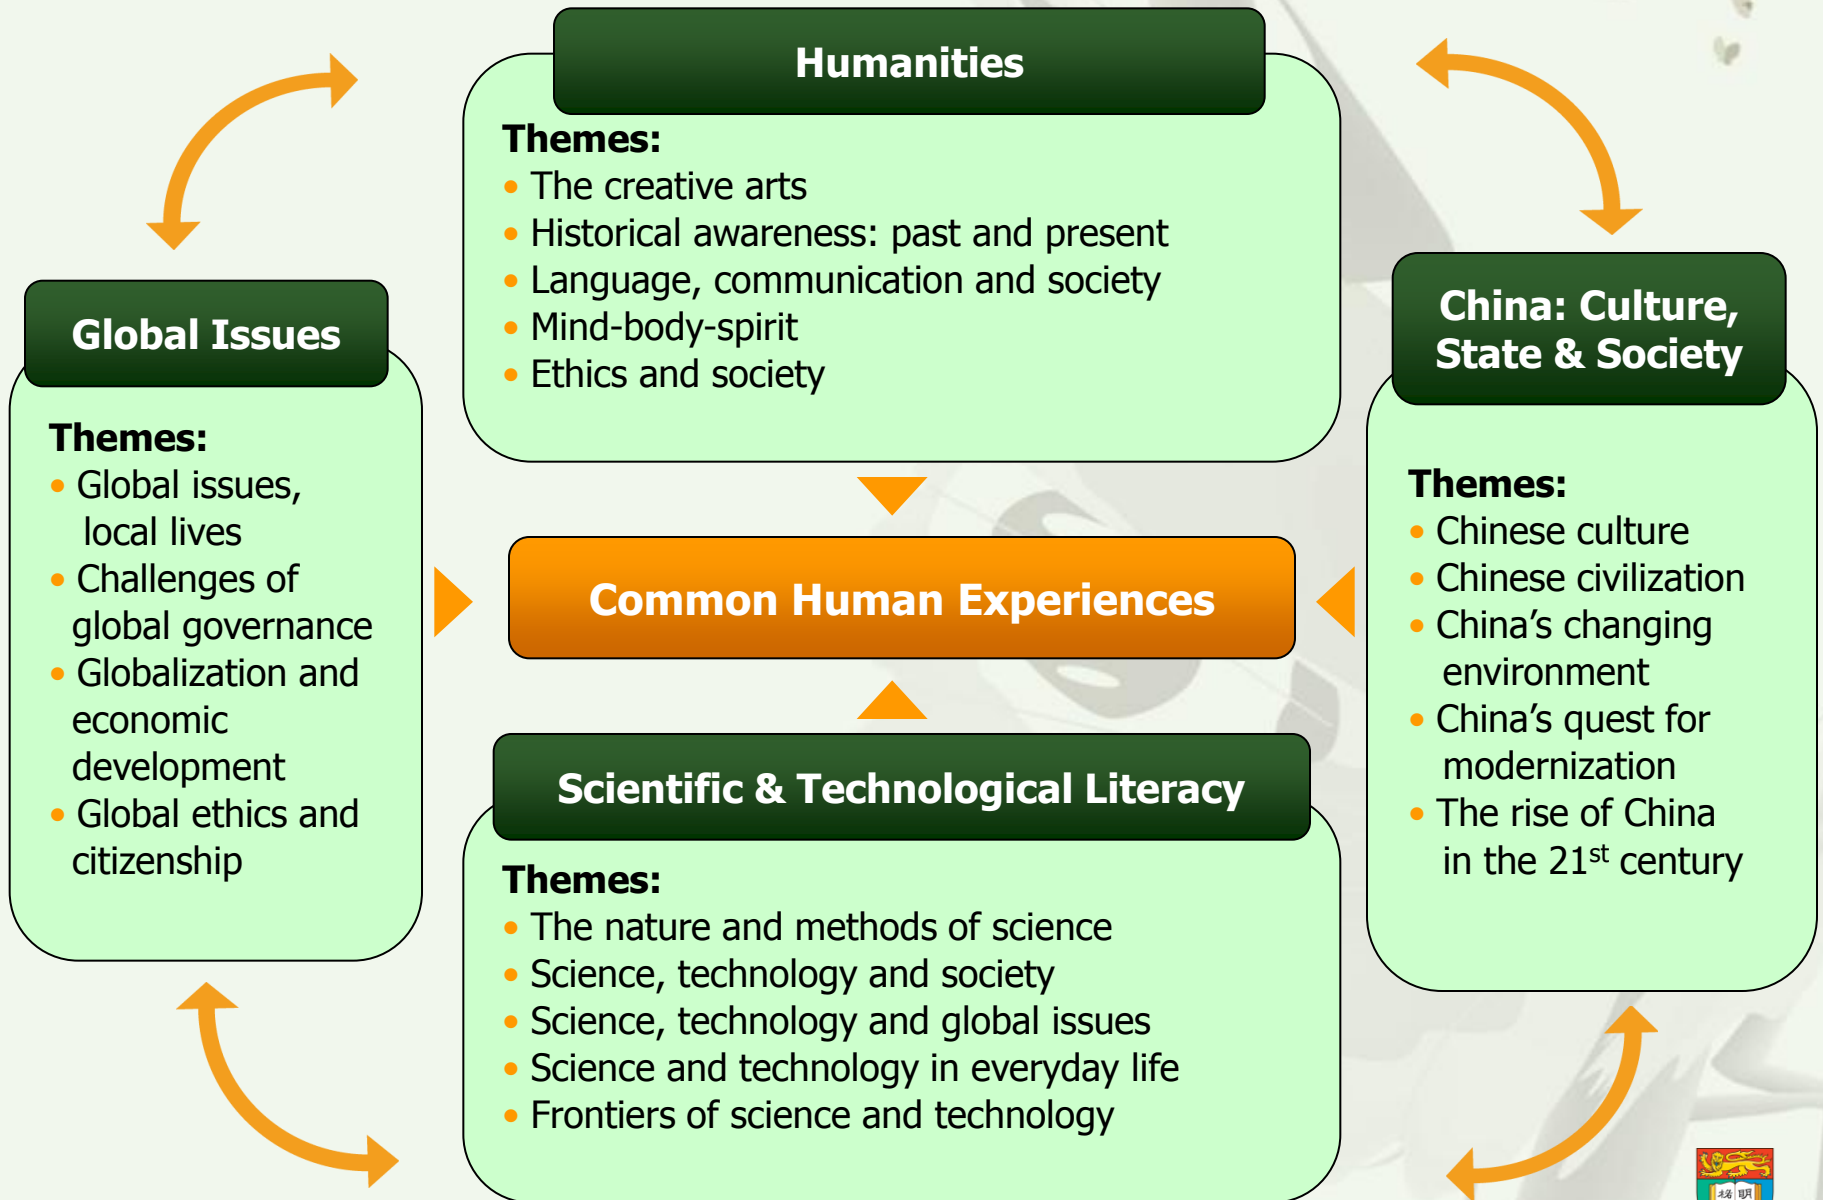 Humanities
Themes:
• The creative arts
• Historical awareness: past and present
• Language, communication and society
• Mind-body-spirit
• Ethics and society
Global Issues
Themes:
• Global issues,
local lives
• Challenges of
global governance
• Globalization and
economic
development
• Global ethics and
citizenship
China: Culture,
State & Society
Themes:
• Chinese culture
• Chinese civilization
• China’s changing
environment
• China’s quest for
modernization
• The rise of China
in the 21st century
Common Human Experiences
Scientific & Technological Literacy
Themes:
• The nature and methods of science
• Science, technology and society
• Science, technology and global issues
• Science and technology in everyday life
• Frontiers of science and technology